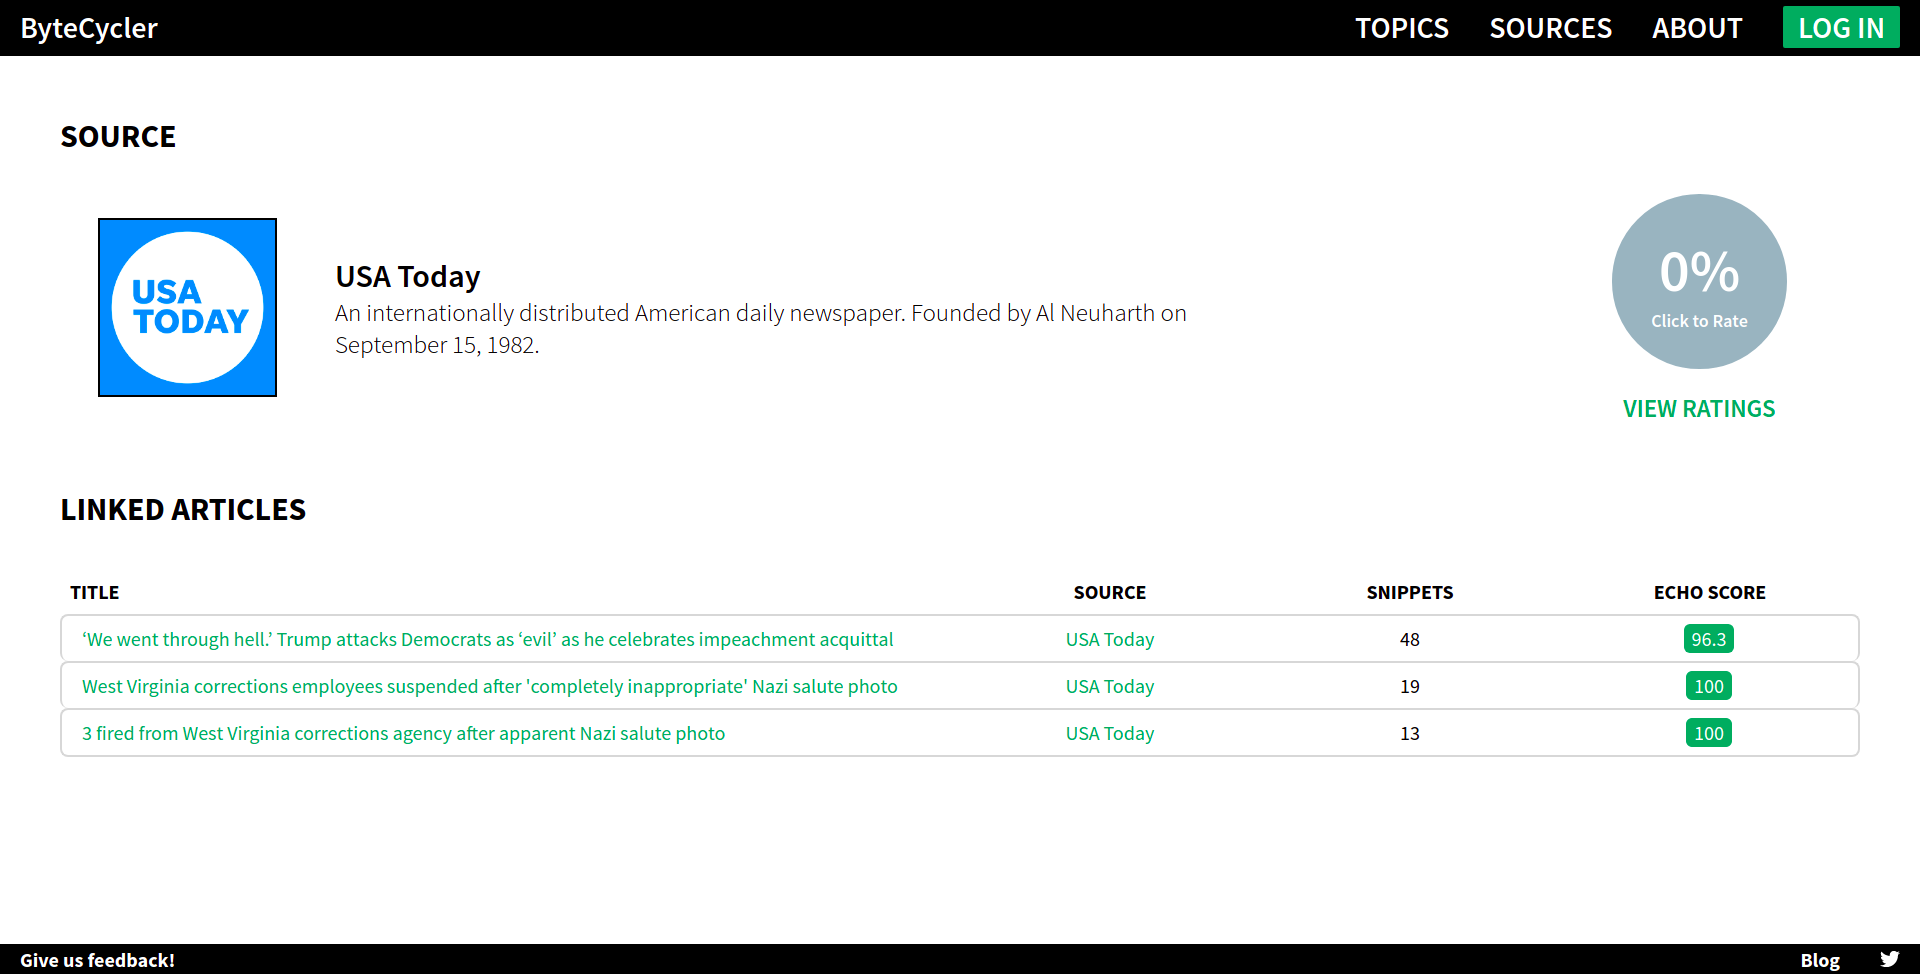 ByteCycler
TOPICS
SOURCES
ABOUT
LOG IN
SOURCE
USA
TODAY
USA Today
An internationally distributed American daily newspaper. Founded by Al Neuharth on
September 15, 1982.
0%
Click to Rate
VIEW RATINGS
LINKED ARTICLES
TITLE SOURCE SNIPPETS ECHO SCORE
‘We went through hell.’ Trump attacks Democrats as ‘evil’ as he celebrates impeachment acquittal USA Today 48 96.3
West Virginia corrections employees suspended after 'completely inappropriate' Nazi salute photo USA Today 19 100
3 fired from West Virginia corrections agency after apparent Nazi salute photo USA Today 13 100
Give us feedback!
Blog